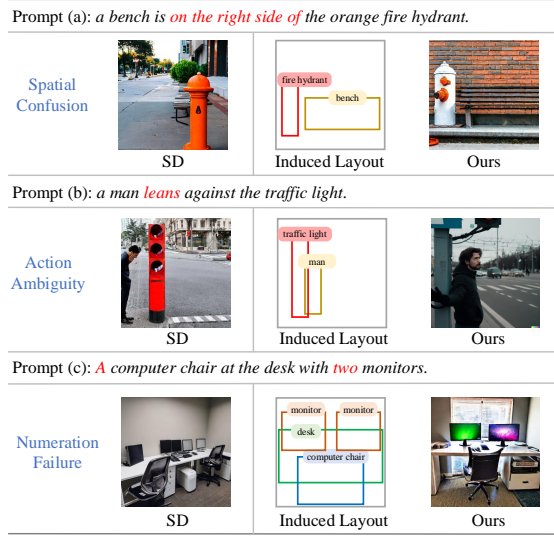 Prompt (a): a bench is on the right side of the orange fire hydrant.
Spatial
Confusion
fire hydrant
bench
SD
Induced Layout
Ours
Prompt (b): a man leans against the traffic light.
Action
Ambiguity
traffic light
man
SD
Induced Layout
Ours
Prompt (c): A computer chair at the desk with two monitors.
Numeration
Failure
monitor monitor
desk
computer chair
SD
Induced Layout
Ours